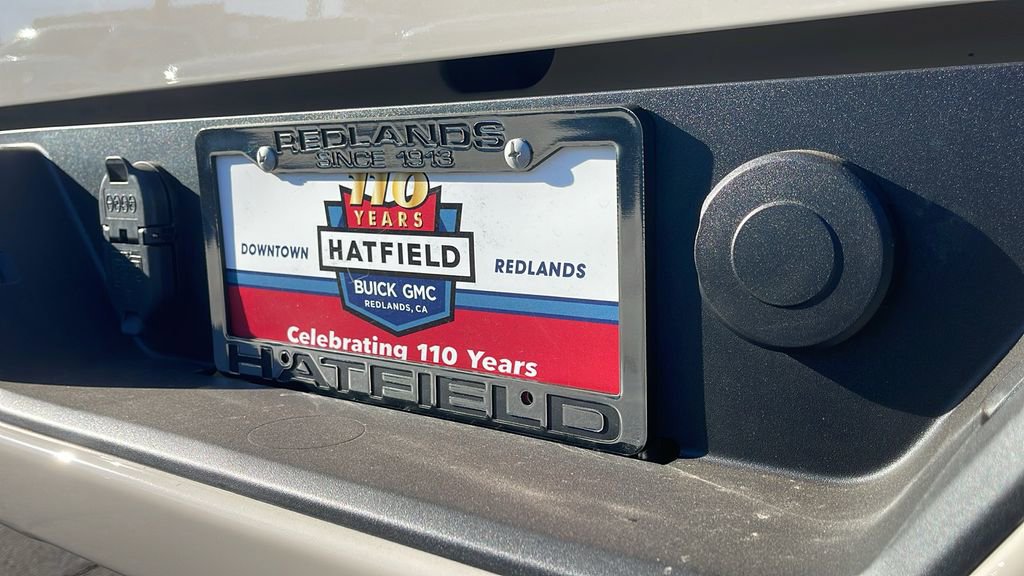 REDLANDS
SINCE 1913
110
YEARS
DOWNTOWN
HATFIELD
REDLANDS
BUICK GMC
REDLANDS, CA
Celebrating 110 Years
HATFIELD